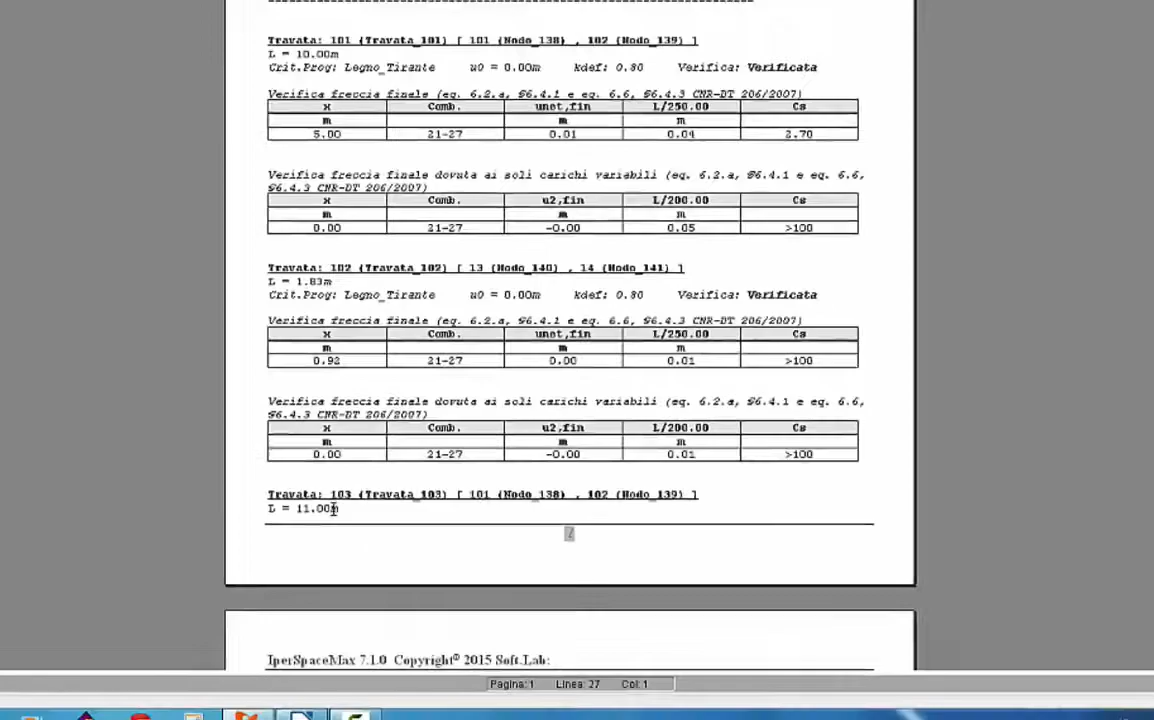 Travata: 101 (Travata_101) [ 101 (Nodo_138) , 102 (Nodo_139) ]
L = 10.00m
Crit.Prog: Legno_Tirante u0 = 0.00m kdef: 0.80 Verifica: Verificata
Verifica freccia finale (eq. 6.2.a, §6.4.1 e eq. 6.6, §6.4.3 CNR-DT 206/2007)
x Comb. unet,fin L/250.00 Cs
m m m
5.00 21-27 0.01 0.04 2.70
Verifica freccia finale dovuta ai soli carichi variabili (eq. 6.2.a, §6.4.1 e eq. 6.6,
§6.4.3 CNR-DT 206/2007)
x Comb. u2,fin L/200.00 Cs
m m m
0.00 21-27 -0.00 0.05 >100
Travata: 102 (Travata_102) [ 13 (Nodo_140) , 14 (Nodo_141) ]
L = 1.83m
Crit.Prog: Legno_Tirante u0 = 0.00m kdef: 0.80 Verifica: Verificata
Verifica freccia finale (eq. 6.2.a, §6.4.1 e eq. 6.6, §6.4.3 CNR-DT 206/2007)
x Comb. unet,fin L/250.00 Cs
m m m
0.92 21-27 0.00 0.01 >100
Verifica freccia finale dovuta ai soli carichi variabili (eq. 6.2.a, §6.4.1 e eq. 6.6,
§6.4.3 CNR-DT 206/2007)
x Comb. u2,fin L/200.00 Cs
m m m
0.00 21-27 -0.00 0.01 >100
Travata: 103 (Travata_103) [ 101 (Nodo_138) , 102 (Nodo_139) ]
L = 11.00m
7
IperSpaceMax 7.1.0 Copyright© 2015 Soft.Lab:
Pagina:1 Linea: 27 Col:1